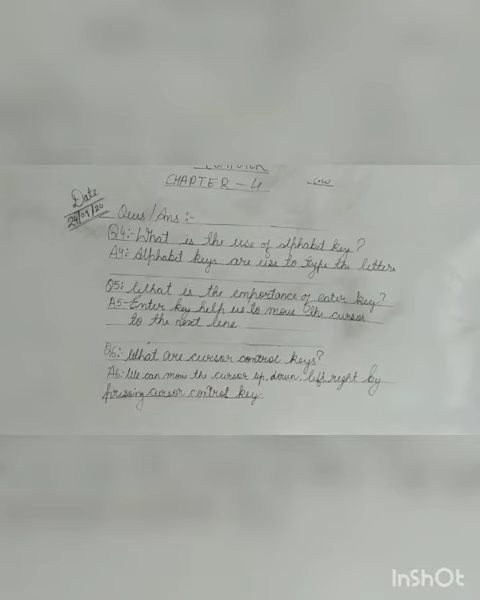 COMPUTER
CHAPTER - 4
C.W
Date
24/09/20
Ques/Ans :-
Q4:- What is the use of alphabet key?
A4:- Alphabet keys are use to type the letters
Q5:- What is the emportance of enter key?
A5- Enter key help us to move the cursor
to the next line
Q6:- What are cursor control keys?
A6:- We can move the cursor up, down, left right by
pressing cursor control key.
InShOt